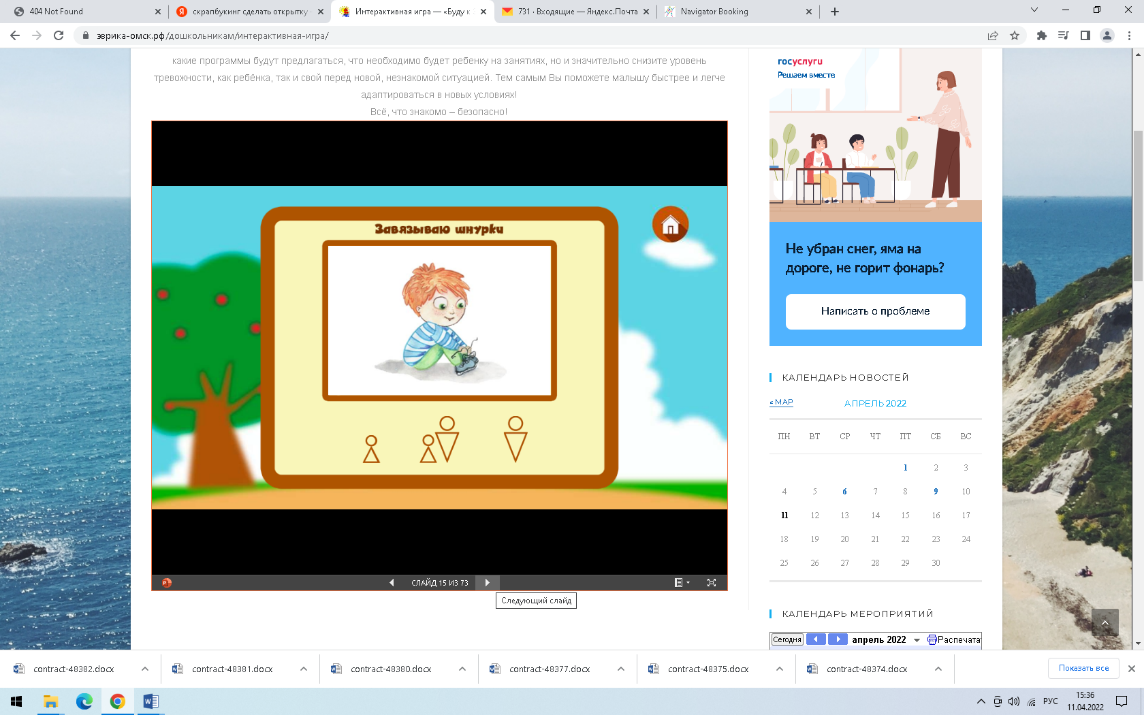 404 Not Found
скрапбукинг сделать открытку
Интерактивная игра — «Буду к
731 · Входящие — Яндекс.Почта
Navigator Booking
эврика-омск.рф/дошкольникам/интерактивная-игра/
какие программы будут предлагаться, что необходимо будет ребенку на занятиях, но и значительно снизите уровень
тревожности, как ребёнка, так и свой перед новой, незнакомой ситуацией. Тем самым Вы поможете малышу быстрее и легче
адаптироваться в новых условиях!
Всё, что знакомо – безопасно!
Завязываю шнурки
СЛАЙД 15 ИЗ 73
Следующий слайд
госуслуги
Решаем вместе
Не убран снег, яма на
дороге, не горит фонарь?
Написать о проблеме
КАЛЕНДАРЬ НОВОСТЕЙ
« МАР АПРЕЛЬ 2022
ПН ВТ СР ЧТ ПТ СБ ВС
1 2 3
4 5 6 7 8 9 10
11 12 13 14 15 16 17
18 19 20 21 22 23 24
25 26 27 28 29 30
КАЛЕНДАРЬ МЕРОПРИЯТИЙ
Сегодня апрель 2022 Распечата
contract-40382.docx
contract-40381.docx
contract-40380.docx
contract-40377.docx
contract-40375.docx
contract-40374.docx
Показать все
РУС
15:36
11.04.2022